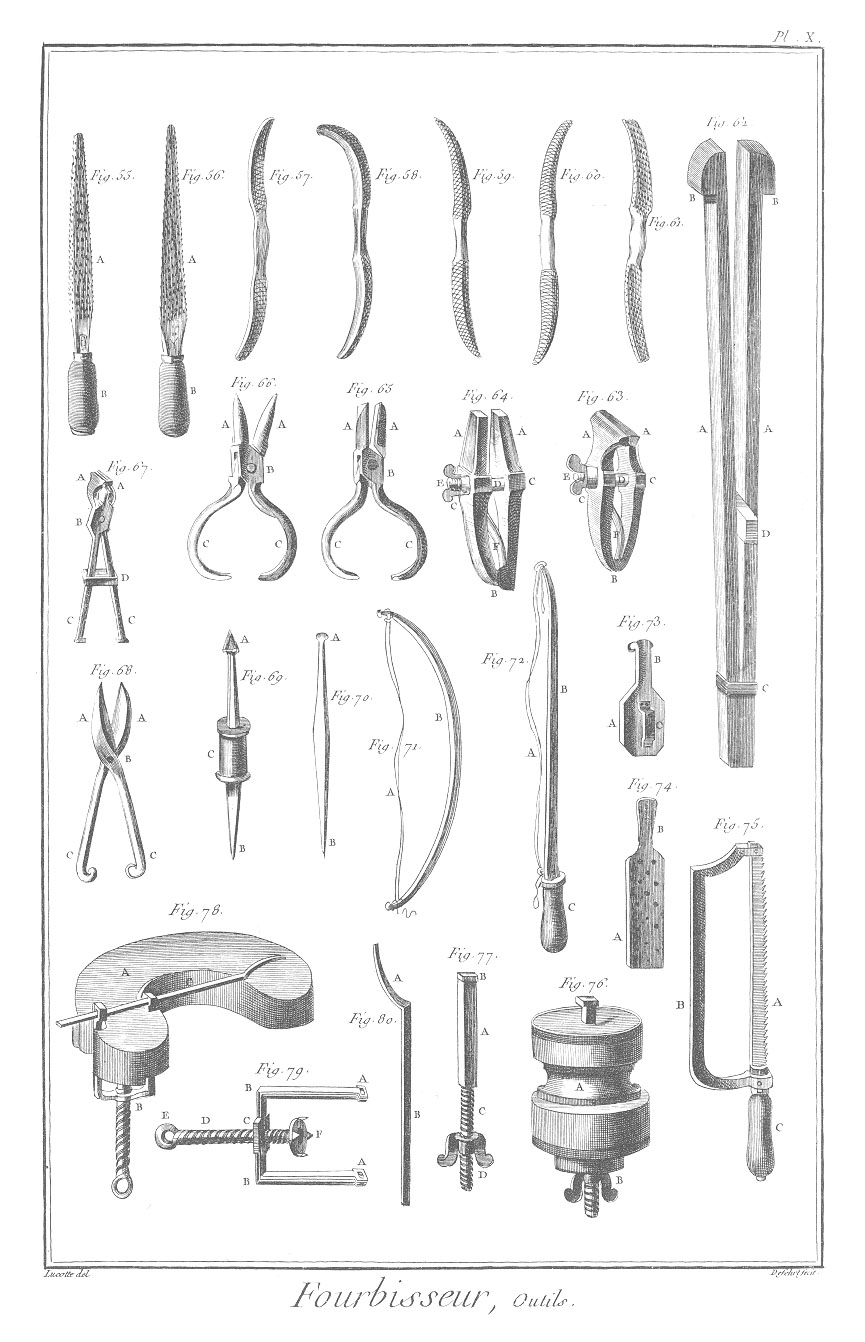 Pl. X.
Fig. 62
Fig. 55. Fig. 56. Fig. 57. Fig. 58. Fig. 59. Fig. 60.
B B
Fig. 61.
A A
Fig. 66. Fig. 65 Fig. 64. Fig. 63.
B B
A A A A A A A A A A
Fig. 67.
A A B B E D C E D C
C C
B F F D
C C C C
D B B
C C
Fig. 73.
A Fig. 69. Fig. 72. B
Fig. 68. Fig. 70. B C
A A B A C
C Fig. 71.
B A
A Fig. 74.
B B B
C C Fig. 75.
Fig. 78. C A
A Fig. 77. Fig. 76.
A B
Fig. 80. A B A
Fig. 79. A
B A B C
B E D C F C
A D B
B
Lucotte del.
Fourbisseur, Outils.